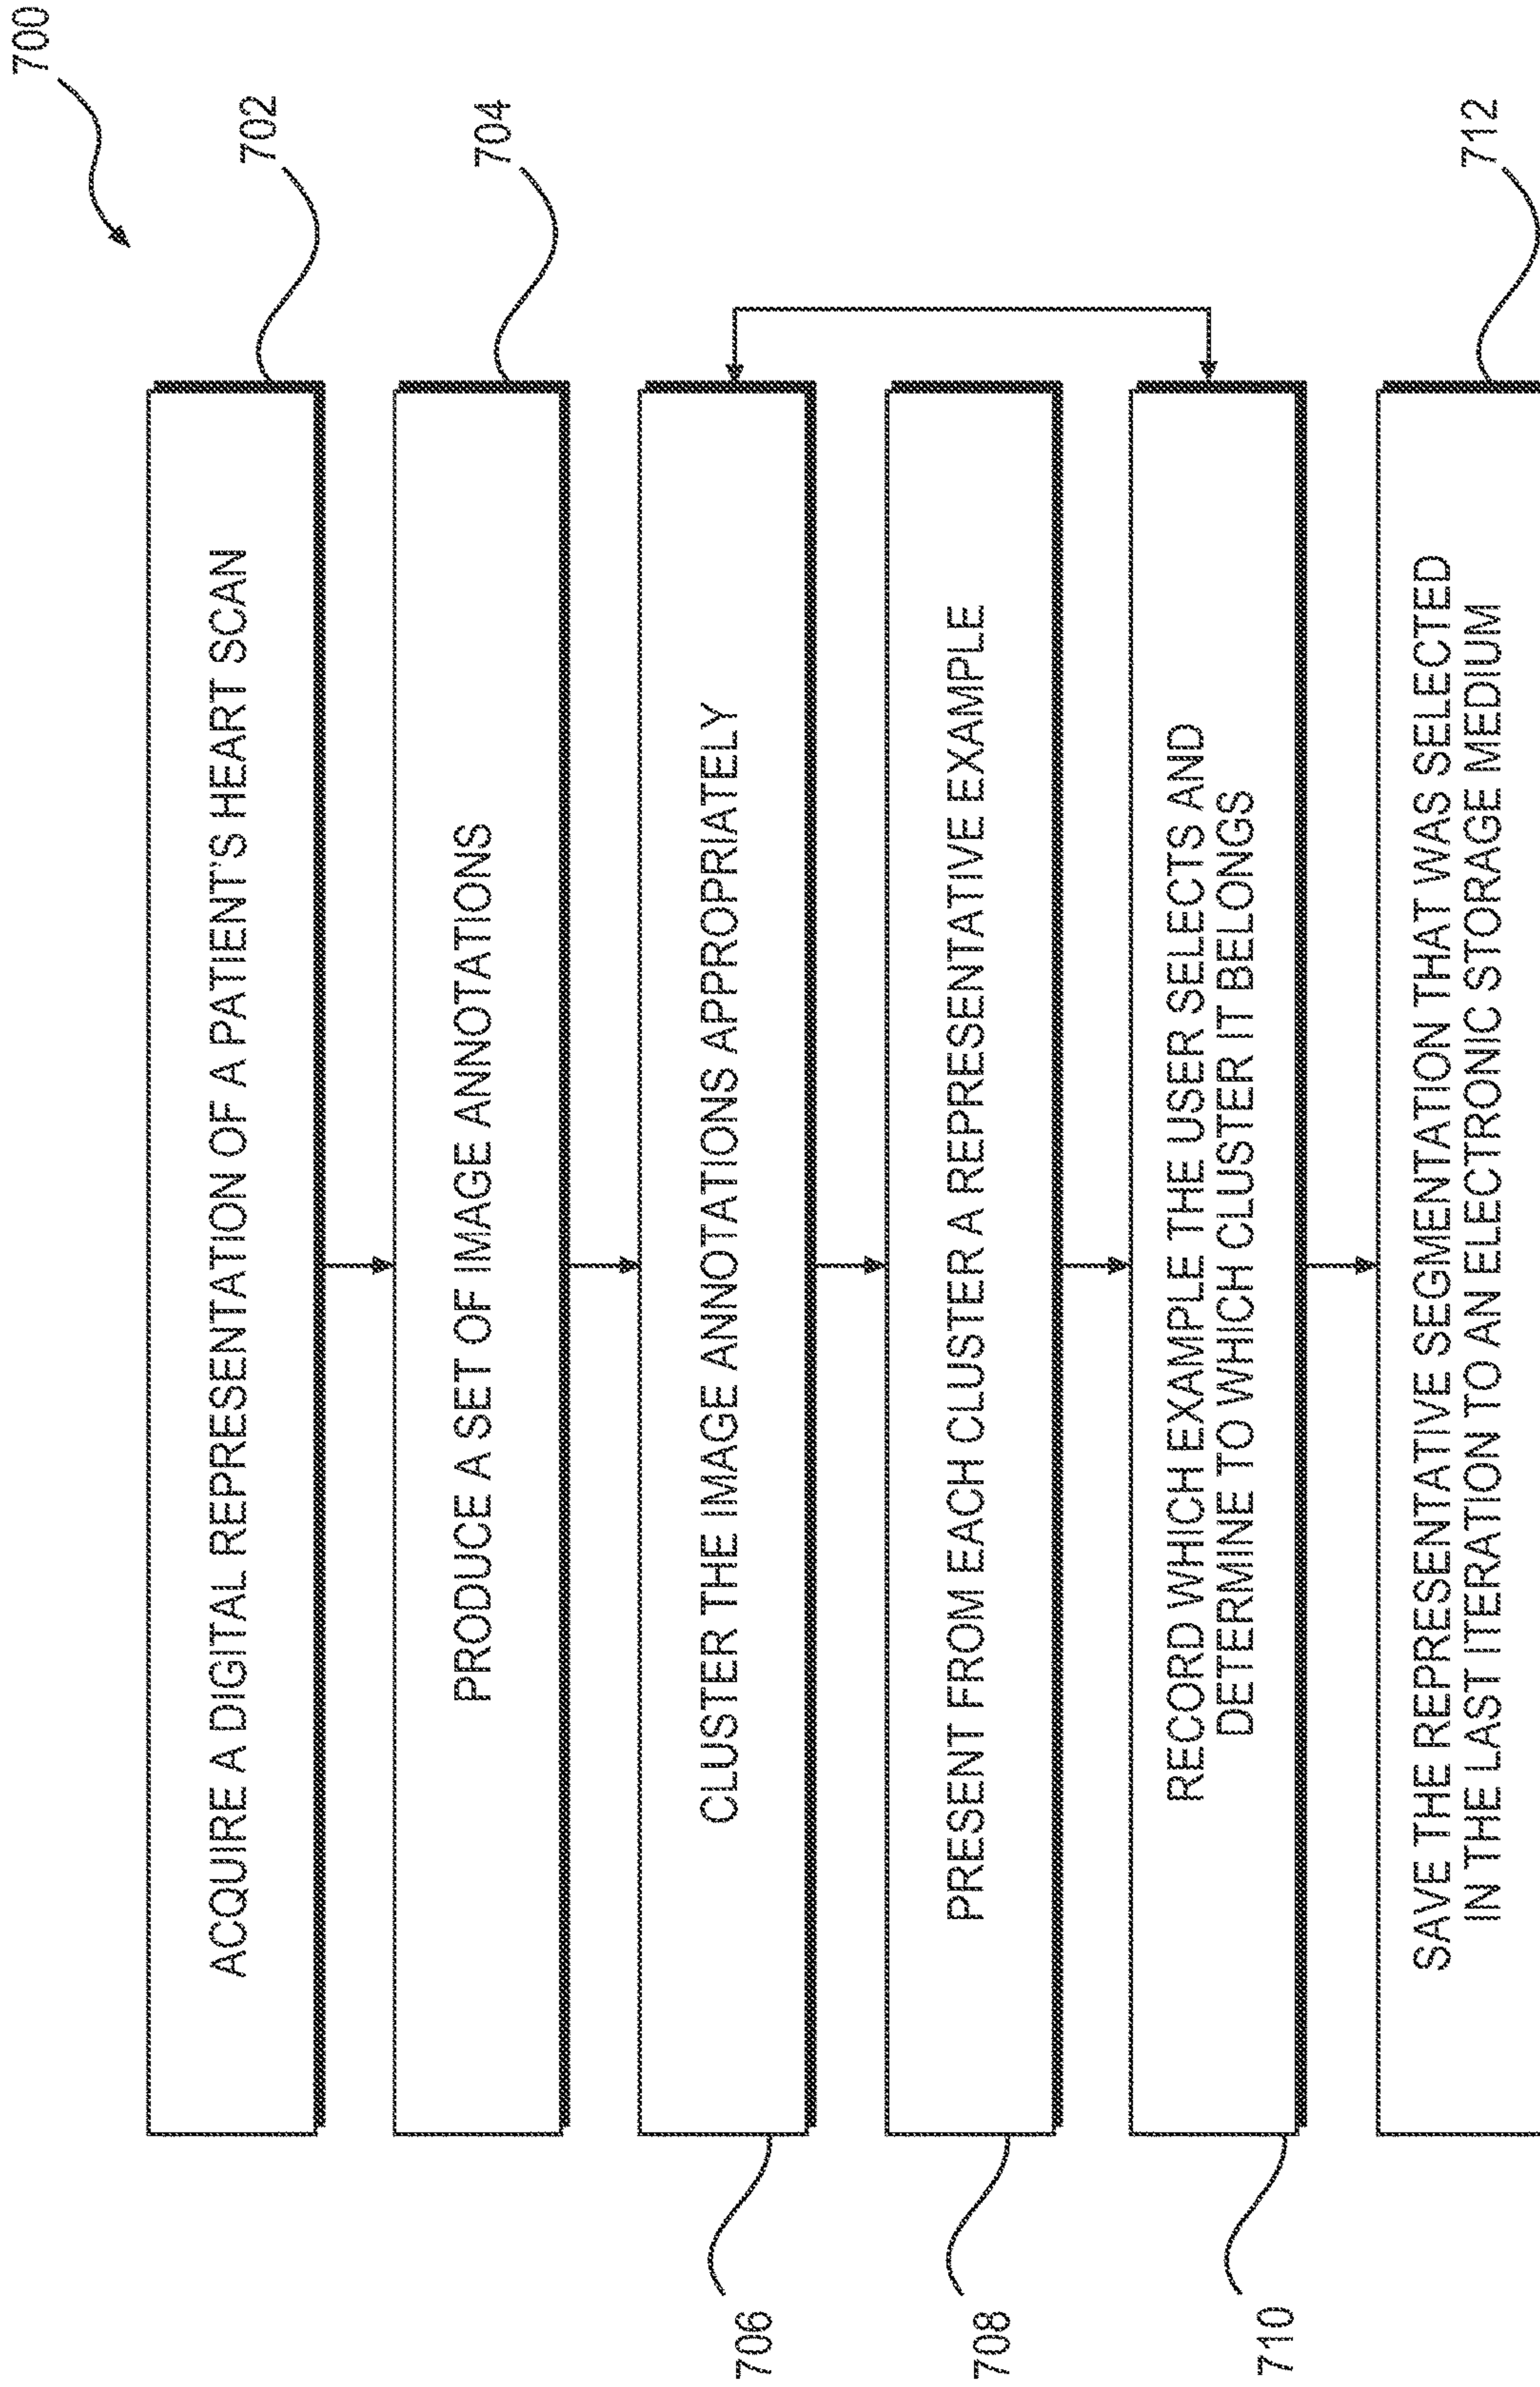 700
702
ACQUIRE A DIGITAL REPRESENTATION OF A PATIENT'S HEART SCAN
704
PRODUCE A SET OF IMAGE ANNOTATIONS
706
CLUSTER THE IMAGE ANNOTATIONS APPROPRIATELY
708
PRESENT FROM EACH CLUSTER A REPRESENTATIVE EXAMPLE
710
RECORD WHICH EXAMPLE THE USER SELECTS AND
DETERMINE TO WHICH CLUSTER IT BELONGS
712
SAVE THE REPRESENTATIVE SEGMENTATION THAT WAS SELECTED
IN THE LAST ITERATION TO AN ELECTRONIC STORAGE MEDIUM